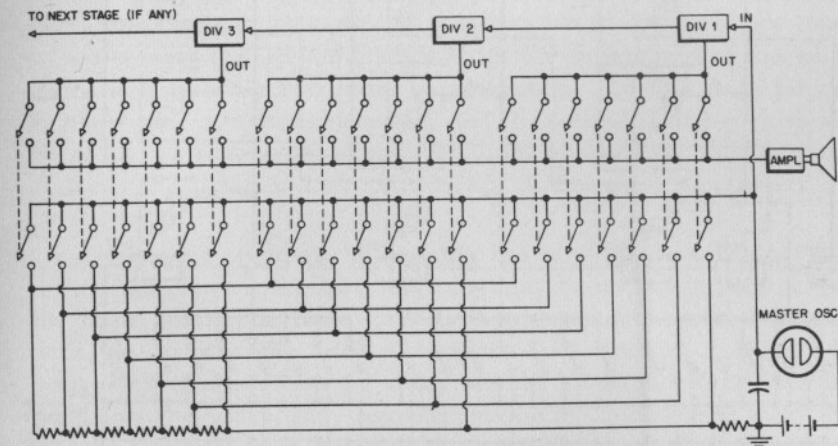 TO NEXT STAGE (IF ANY)
DIV 3
DIV 2
DIV 1
IN
OUT
OUT
OUT
AMPL
MASTER OSC